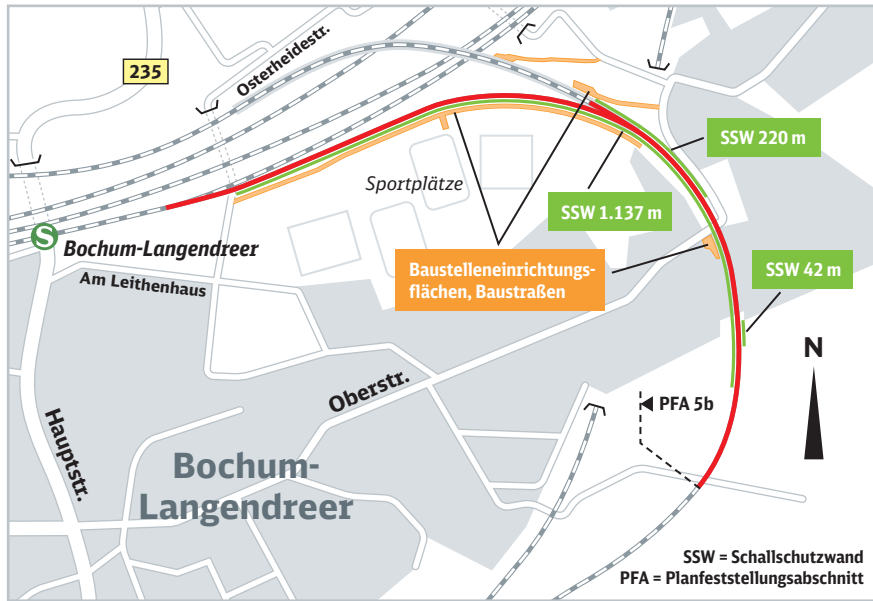 235
Osterheidestr.
SSW 220 m
Sportplätze
SSW 1.137 m
S
Bochum-Langendreer
Am Leithenhaus
Baustelleneinrichtungs-
flächen, Baustraßen
SSW 42 m
N
Oberstr.
PFA 5b
Hauptstr.
Bochum-
Langendreer
SSW = Schallschutzwand
PFA = Planfeststellungsabschnitt